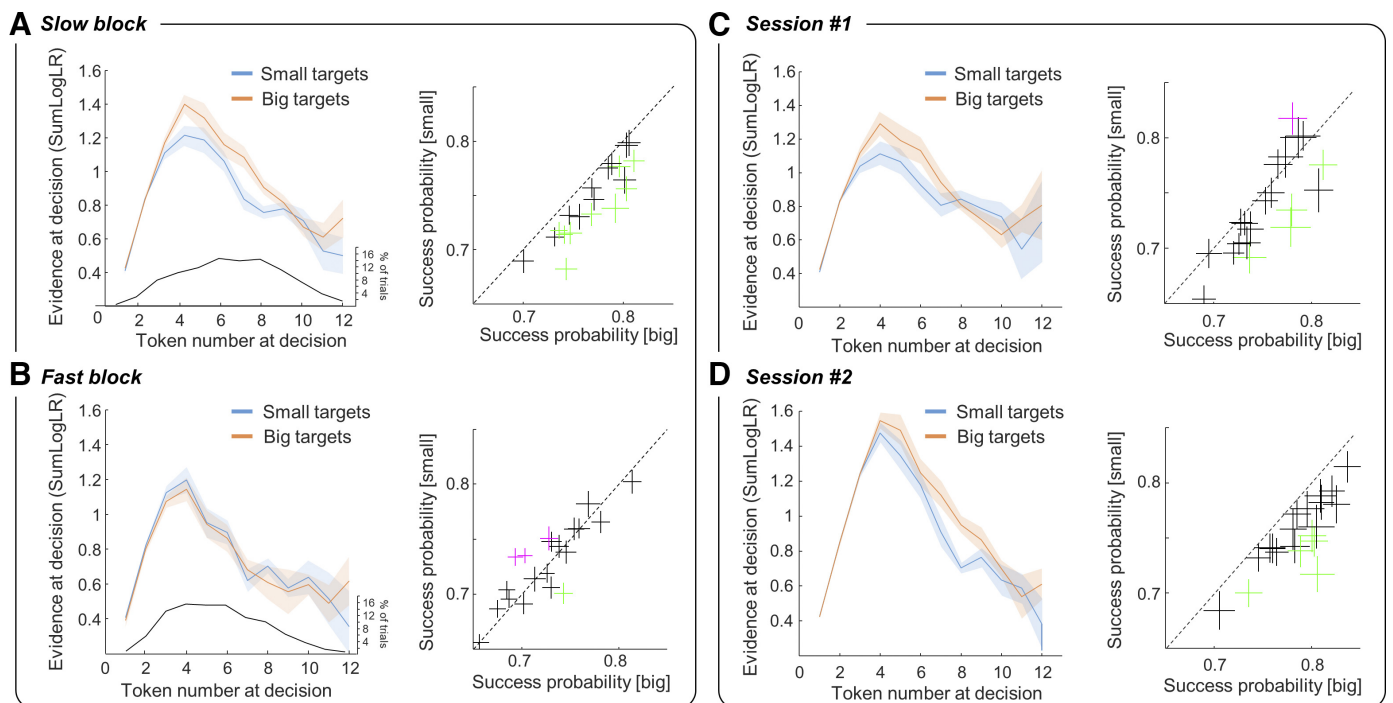 A Slow block
Evidence at decision (SumLogLR)
1.6
1.4
1.2
1
0.8
0.6
0.4
Small targets
Big targets
16
12
8
4
% of trials
0 2 4 6 8 10 12
Token number at decision
Success probability [small]
0.8
0.7
0.7 0.8
Success probability [big]
B Fast block
Evidence at decision (SumLogLR)
1.6
1.4
1.2
1
0.8
0.6
0.4
Small targets
Big targets
16
12
8
4
% of trials
0 2 4 6 8 10 12
Token number at decision
Success probability [small]
0.8
0.7
0.7 0.8
Success probability [big]
C Session #1
Evidence at decision (SumLogLR)
1.6
1.4
1.2
1
0.8
0.6
0.4
Small targets
Big targets
0 2 4 6 8 10 12
Token number at decision
Success probability [small]
0.8
0.7
0.7 0.8
Success probability [big]
D Session #2
Evidence at decision (SumLogLR)
1.6
1.4
1.2
1
0.8
0.6
0.4
Small targets
Big targets
0 2 4 6 8 10 12
Token number at decision
Success probability [small]
0.8
0.7
0.7 0.8
Success probability [big]